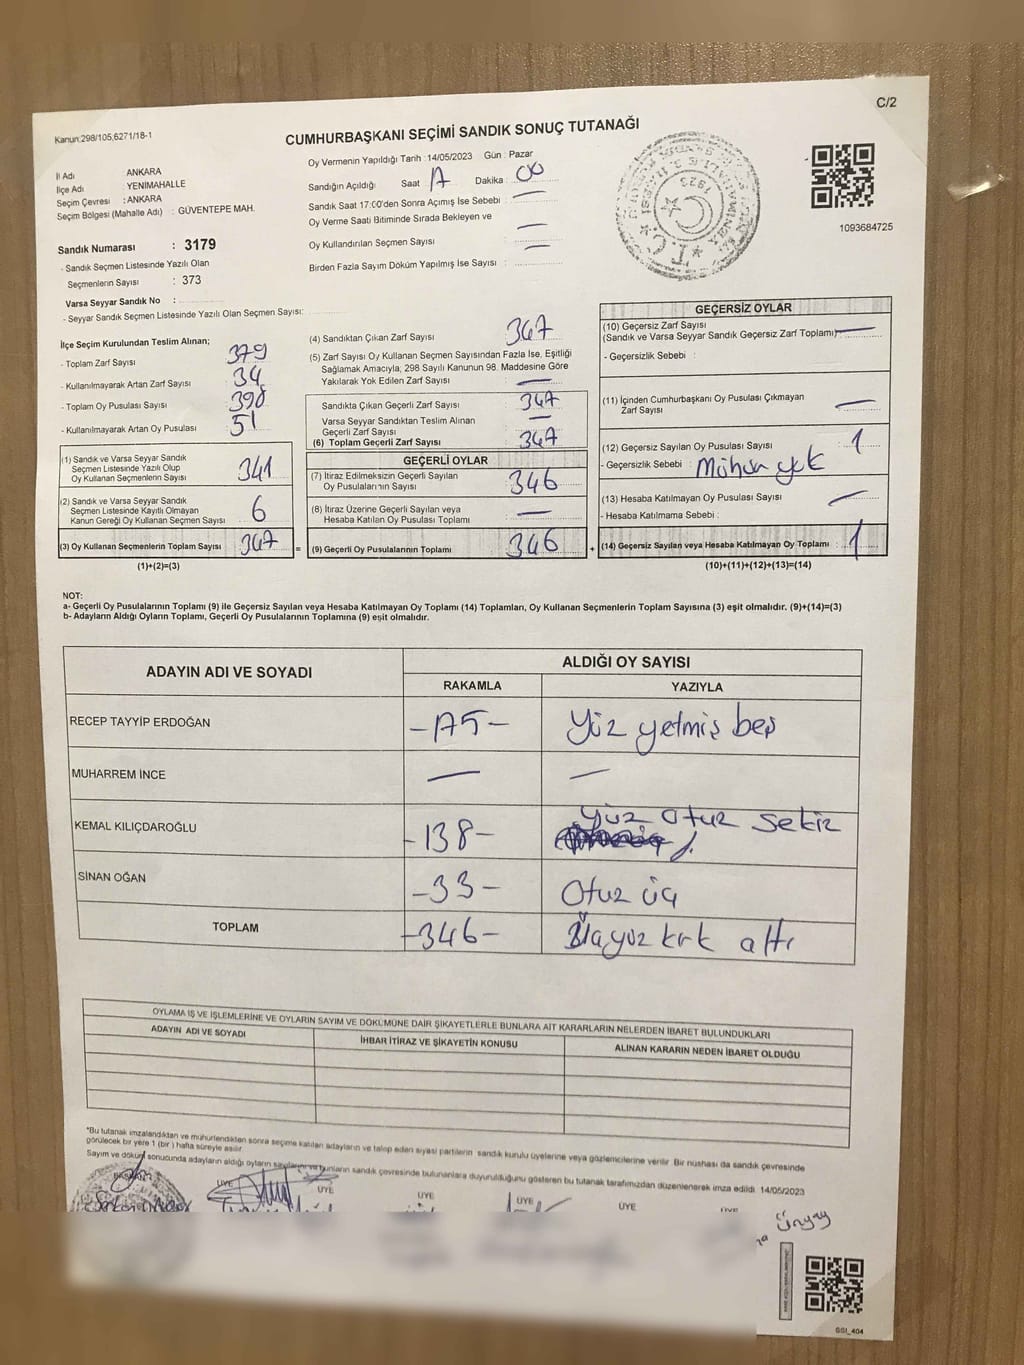 C/2
Kanun:298/105,6271/18-1
CUMHURBAŞKANI SEÇİMİ SANDIK SONUÇ TUTANAĞI
İl Adı ANKARA
İlçe Adı YENİMAHALLE
Seçim Çevresi : ANKARA
Seçim Bölgesi (Mahalle Adı) : GÜVENTEPE MAH.
Sandık Numarası : 3179
- Sandık Seçmen Listesinde Yazılı Olan
Seçmenlerin Sayısı : 373
Varsa Seyyar Sandık No :
- Seyyar Sandık Seçmen Listesinde Yazılı Olan Seçmen Sayısı:
Oy Vermenin Yapıldığı Tarih : 14/05/2023 Gün : Pazar
Sandığın Açıldığı Saat 17 Dakika : 00
Sandık Saat 17:00'den Sonra Açımış İse Sebebi : —
Oy Verme Saati Bitiminde Sırada Bekleyen ve
Oy Kullandırılan Seçmen Sayısı : —
Birden Fazla Sayım Döküm Yapılmış İse Sayısı : —
1093684725
İlçe Seçim Kurulundan Teslim Alınan;
- Toplam Zarf Sayısı : 379
- Kullanılmayarak Artan Zarf Sayısı : 34
- Toplam Oy Pusulası Sayısı : 398
- Kullanılmayarak Artan Oy Pusulası : 51
(1) Sandık ve Varsa Seyyar Sandık
Seçmen Listesinde Yazılı Olup
Oy Kullanan Seçmenlerin Sayısı : 341
(2) Sandık ve Varsa Seyyar Sandık
Seçmen Listesinde Kayıtlı Olmayan
Kanun Gereği Oy Kullanan Seçmen Sayısı : 6
(3) Oy Kullanan Seçmenlerin Toplam Sayısı : 347
(1)+(2)=(3)
(4) Sandıktan Çıkan Zarf Sayısı : 347
(5) Zarf Sayısı Oy Kullanan Seçmen Sayısından Fazla İse, Eşitliği
Sağlamak Amacıyla; 298 Sayılı Kanunun 98. Maddesine Göre
Yakılarak Yok Edilen Zarf Sayısı : —
Sandıkta Çıkan Geçerli Zarf Sayısı : 347
Varsa Seyyar Sandıktan Teslim Alınan
Geçerli Zarf Sayısı : —
(6) Toplam Geçerli Zarf Sayısı : 347
GEÇERLİ OYLAR
(7) İtiraz Edilmeksizin Geçerli Sayılan
Oy Pusulalarının Sayısı : 346
(8) İtiraz Üzerine Geçerli Sayılan veya
Hesaba Katılan Oy Pusulası Toplamı : —
= (9) Geçerli Oy Pusulalarının Toplamı : 346
GEÇERSİZ OYLAR
(10) Geçersiz Zarf Sayısı
(Sandık ve Varsa Seyyar Sandık Geçersiz Zarf Toplamı) : —
- Geçersizlik Sebebi :
(11) İçinden Cumhurbaşkanı Oy Pusulası Çıkmayan
Zarf Sayısı : —
(12) Geçersiz Sayılan Oy Pusulası Sayısı : 1
- Geçersizlik Sebebi : Mühür yok
(13) Hesaba Katılmayan Oy Pusulası Sayısı : —
- Hesaba Katılmama Sebebi :
+ (14) Geçersiz Sayılan veya Hesaba Katılmayan Oy Toplamı : 1
(10)+(11)+(12)+(13)=(14)
NOT:
a- Geçerli Oy Pusulalarının Toplamı (9) ile Geçersiz Sayılan veya Hesaba Katılmayan Oy Toplamı (14) Toplamları, Oy Kullanan Seçmenlerin Toplam Sayısına (3) eşit olmalıdır. (9)+(14)=(3)
b- Adayların Aldığı Oyların Toplamı, Geçerli Oy Pusulalarının Toplamına (9) eşit olmalıdır.
ADAYIN ADI VE SOYADI ALDIĞI OY SAYISI
RAKAMLA YAZIYLA
RECEP TAYYİP ERDOĞAN -175- Yüz yetmiş beş
MUHARREM İNCE — —
KEMAL KILIÇDAROĞLU -138- Yüz Otuz Sekiz
SİNAN OĞAN -33- Otuz üç
TOPLAM -346- yüz kırk altı
OYLAMA İŞ VE İŞLEMLERİNE VE OYLARIN SAYIM VE DÖKÜMÜNE DAİR ŞİKAYETLERLE BUNLARA AİT KARARLARIN NELERDEN İBARET BULUNDUKLARI
ADAYIN ADI VE SOYADI İHBAR İTİRAZ VE ŞİKAYETİN KONUSU ALINAN KARARIN NEDEN İBARET OLDUĞU
*Bu tutanak imzalandıktan ve mühürlendikten sonra seçime katılan adayların ve talep eden siyasi partilerin sandık kurulu üyelerine veya gözlemcilerine verilir. Bir nüshası da sandık çevresinde
görülecek bir yere 1 (bir) hafta süreyle asılır.
Sayım ve döküm sonucunda adayların aldığı oyların sayılarını ve bunların sandık çevresinde bulunanlara duyurulduğunu gösteren bu tutanak tarafımızdan düzenlenerek imza edildi. 14/05/2023
BAŞKAN ÜYE ÜYE ÜYE ÜYE ÜYE ÜYE
GSI_404